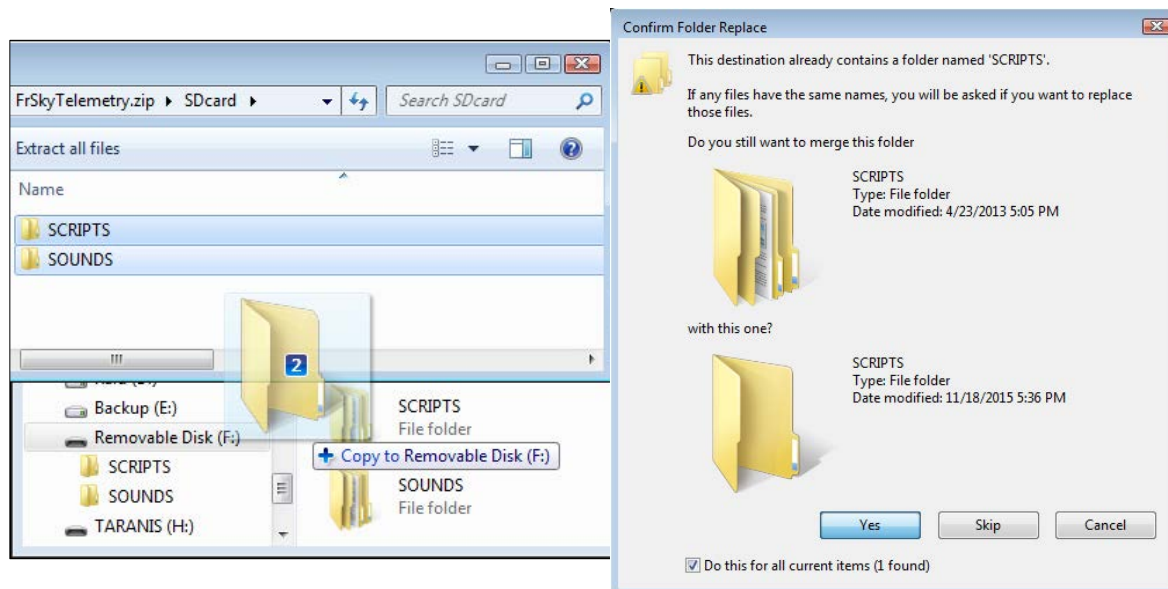 FrSkyTelemetry.zip ▸ SDcard ▸
Search SDcard
Extract all files
Name
SCRIPTS
SOUNDS
2
Backup (E:)
Removable Disk (F:)
SCRIPTS
SOUNDS
TARANIS (H:)
SCRIPTS
File folder
Copy to Removable Disk (F:)
SOUNDS
File folder
Confirm Folder Replace
This destination already contains a folder named 'SCRIPTS'.
If any files have the same names, you will be asked if you want to replace
those files.
Do you still want to merge this folder
SCRIPTS
Type: File folder
Date modified: 4/23/2013 5:05 PM
with this one?
SCRIPTS
Type: File folder
Date modified: 11/18/2015 5:36 PM
Yes
Skip
Cancel
Do this for all current items (1 found)